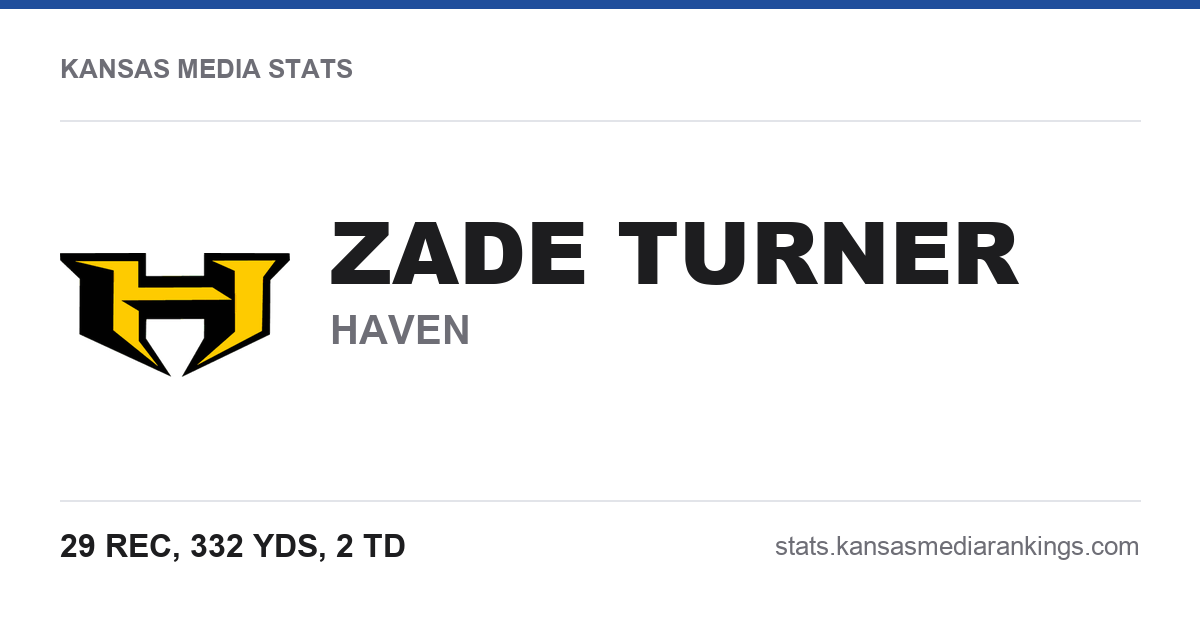 KANSAS MEDIA STATS
ZADE TURNER
HAVEN
29 REC, 332 YDS, 2 TD
stats.kansasmediarankings.com